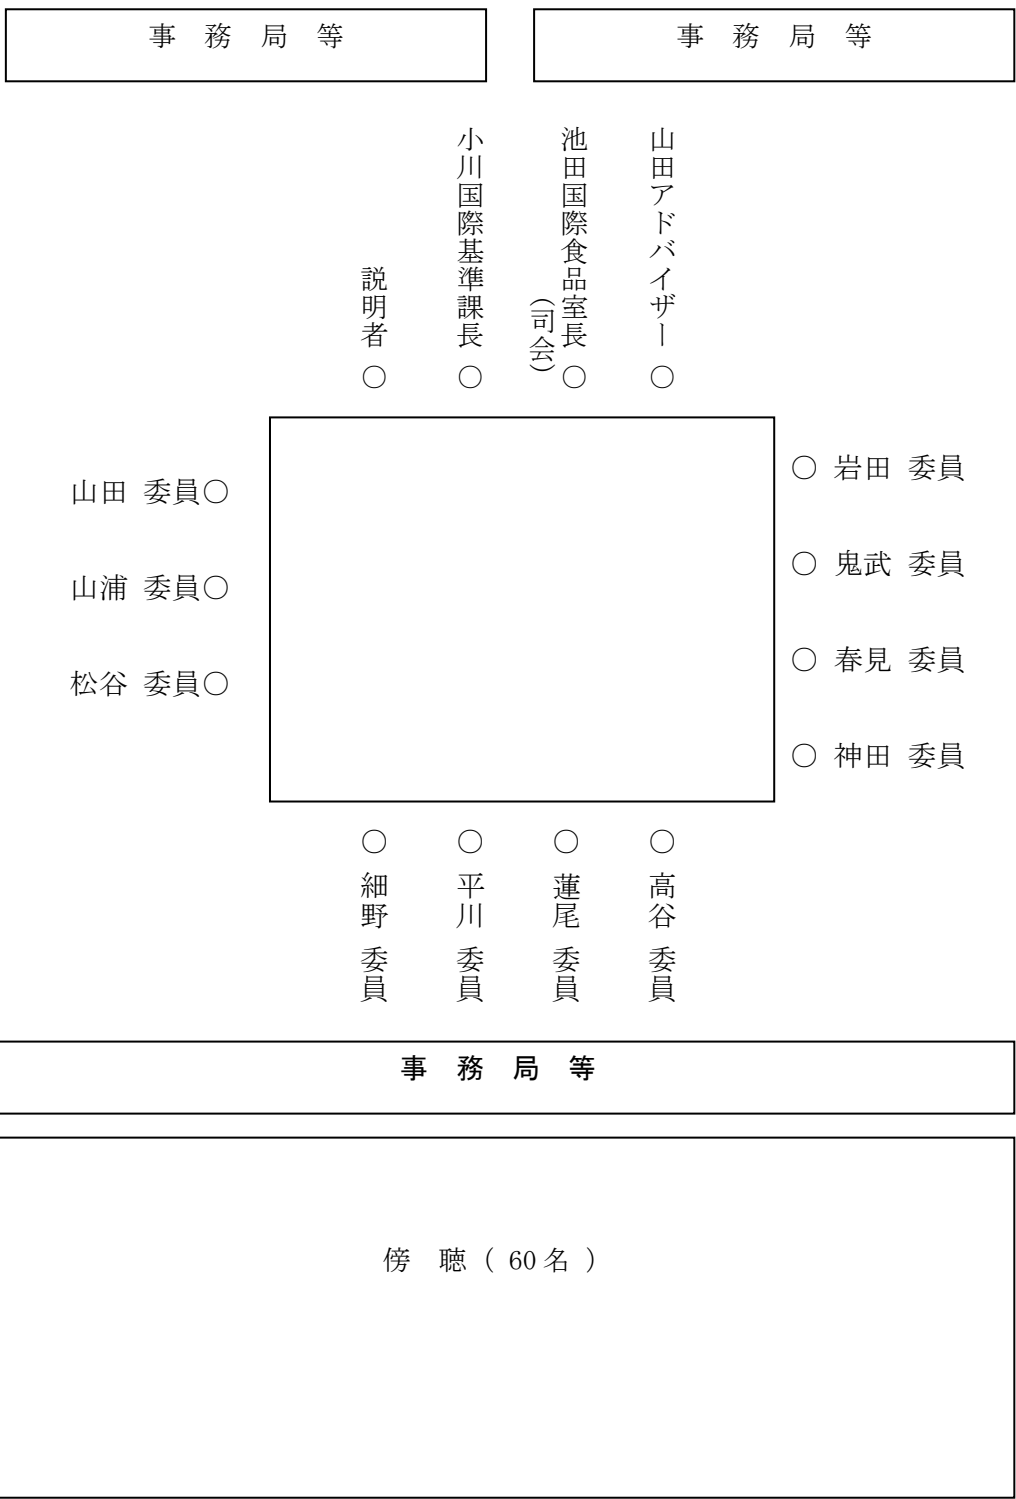 事　務　局　等
事　務　局　等
山田アドバイザー ○
池田国際食品室長 ○
（司会）
小川国際基準課長 ○
説明者 ○
山田 委員○
山浦 委員○
松谷 委員○
○ 岩田 委員
○ 鬼武 委員
○ 春見 委員
○ 神田 委員
○ 高谷 委員
○ 蓮尾 委員
○ 平川 委員
○ 細野 委員
事　務　局　等
傍　聴（ 60名 ）